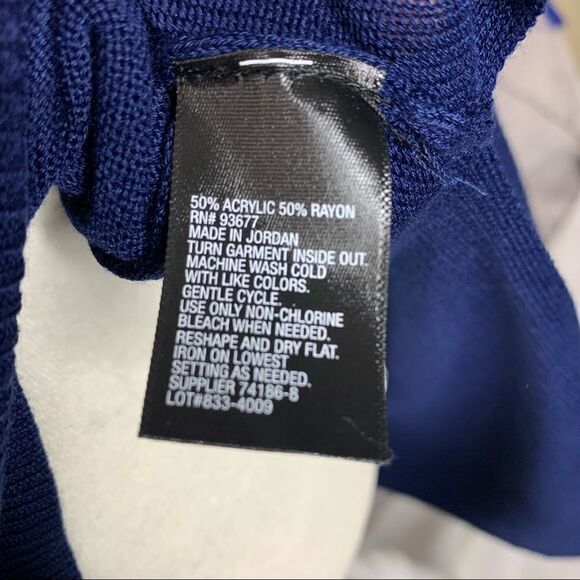 50% ACRYLIC 50% RAYON
RN# 93677
MADE IN JORDAN
TURN GARMENT INSIDE OUT.
MACHINE WASH COLD
WITH LIKE COLORS.
GENTLE CYCLE.
USE ONLY NON-CHLORINE
BLEACH WHEN NEEDED.
RESHAPE AND DRY FLAT.
IRON ON LOWEST
SETTING AS NEEDED.
SUPPLIER 74186-8
LOT#833-4009